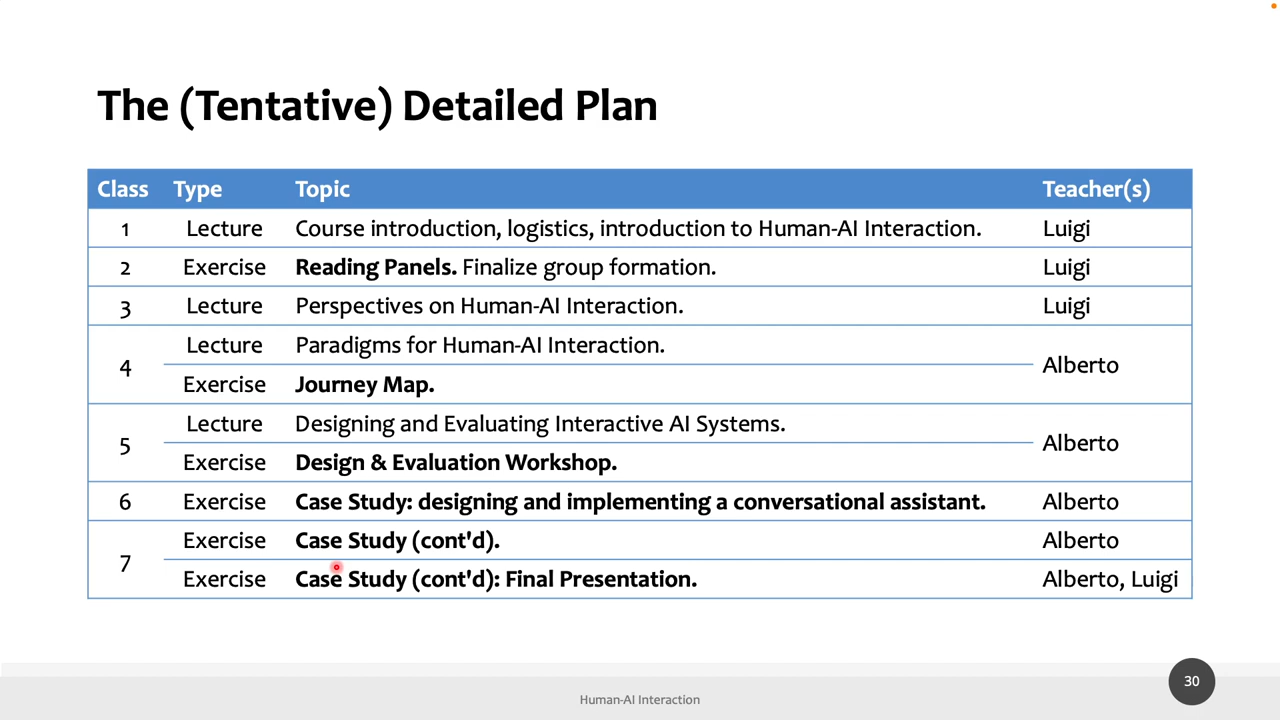 The (Tentative) Detailed Plan
Class Type Topic Teacher(s)
1 Lecture Course introduction, logistics, introduction to Human-AI Interaction. Luigi
2 Exercise Reading Panels. Finalize group formation. Luigi
3 Lecture Perspectives on Human-AI Interaction. Luigi
4 Lecture Paradigms for Human-AI Interaction. Alberto
Exercise Journey Map.
5 Lecture Designing and Evaluating Interactive AI Systems. Alberto
Exercise Design & Evaluation Workshop.
6 Exercise Case Study: designing and implementing a conversational assistant. Alberto
7 Exercise Case Study (cont'd). Alberto
Exercise Case Study (cont'd): Final Presentation. Alberto, Luigi
Human-AI Interaction
30